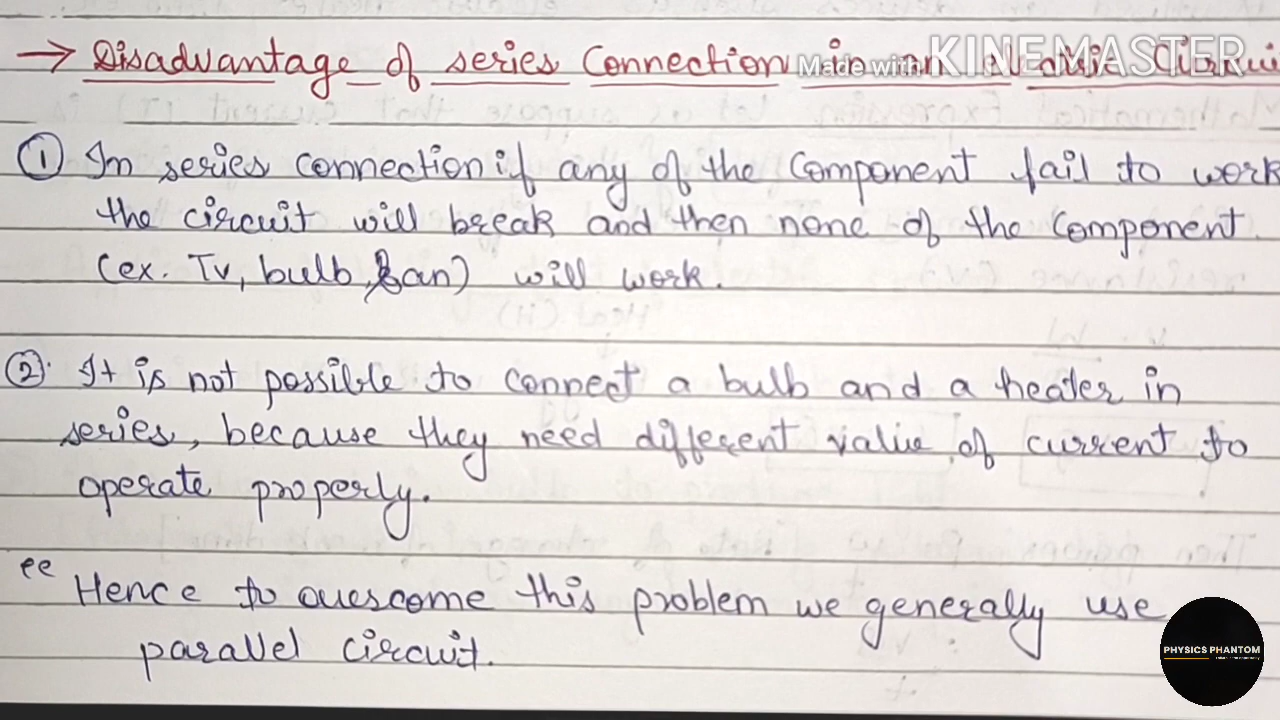 → Disadvantage of series Connection in an
Made with KINEMASTER
① In series connection if any of the Component fail to work
the circuit will break and then none of the Component
(ex. Tv, bulb, fan) will work.
②. It is not possible to connect a bulb and a heater in
series, because they need different value of current to
operate properly.
Hence to overcome this problem we generally use
parallel circuit.
PHYSICS PHANTOM